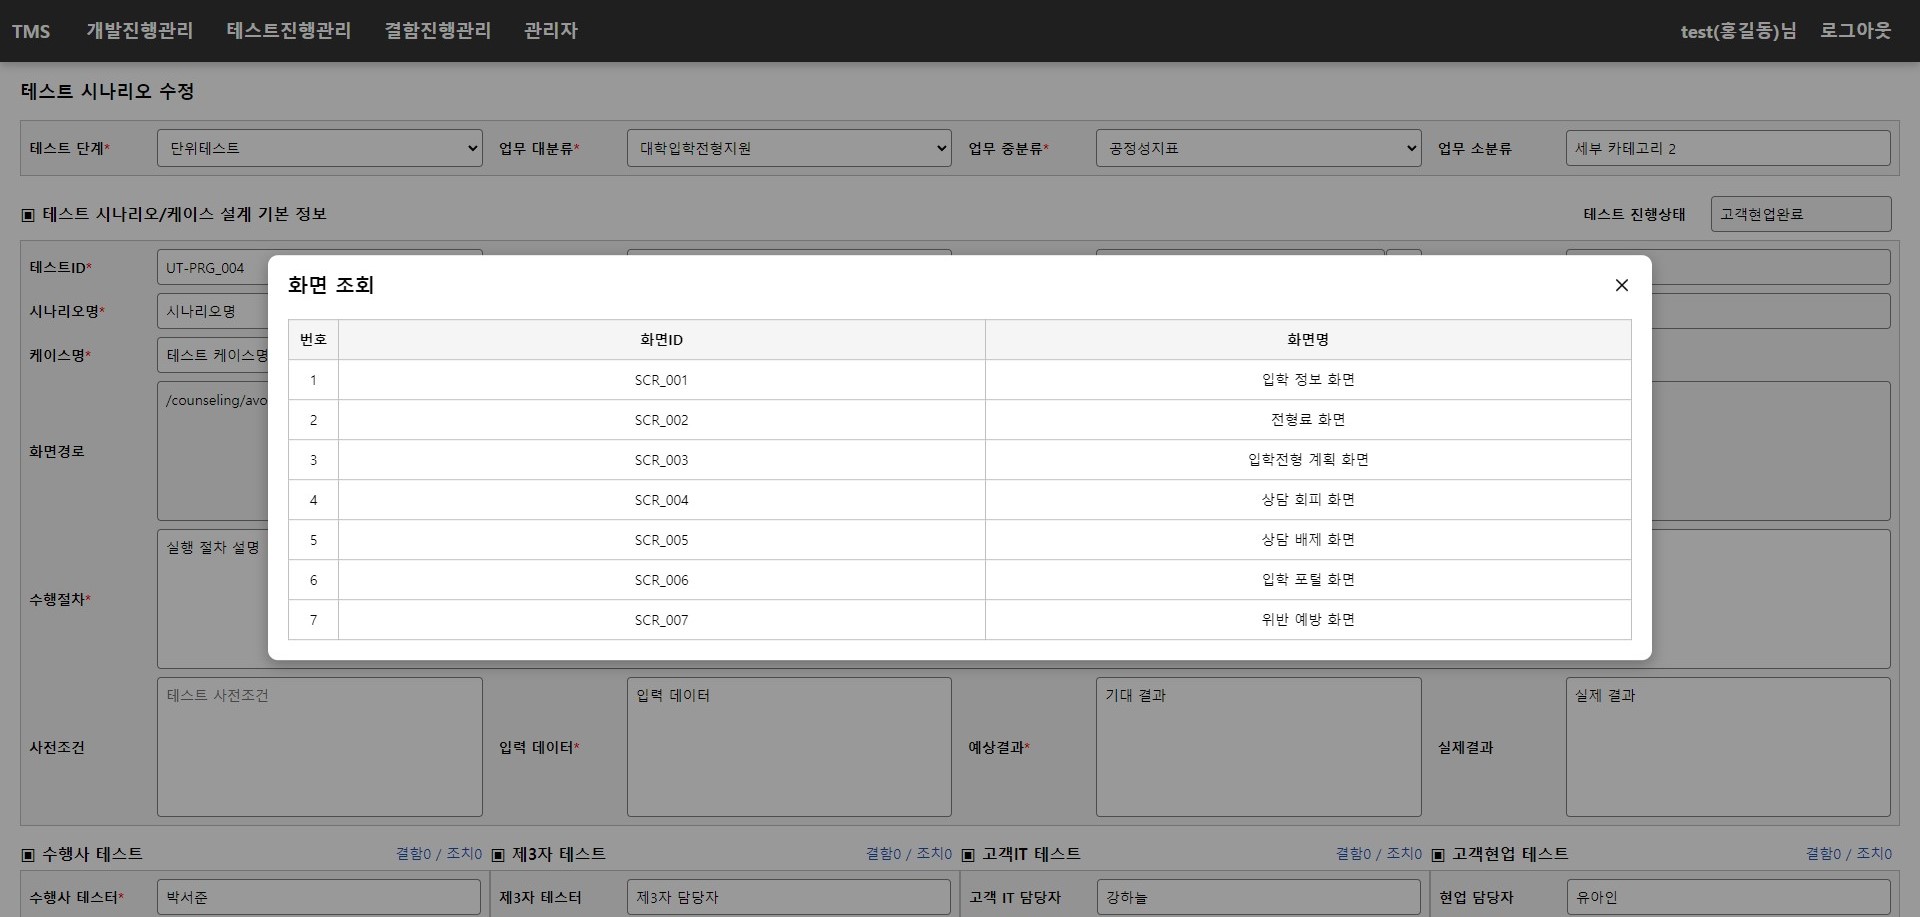 TMS 개발진행관리 테스트진행관리 결함진행관리 관리자 test(홍길동)님 로그아웃
테스트 시나리오 수정
테스트 단계* 단위테스트 업무 대분류* 대학입학전형지원 업무 중분류* 공정성지표 업무 소분류 세부 카테고리 2
▣ 테스트 시나리오/케이스 설계 기본 정보 테스트 진행상태 고객현업완료
테스트ID* UT-PRG_004
시나리오명* 시나리오명
케이스명* 테스트 케이스명
화면경로 /counseling/avo
수행절차* 실행 절차 설명
화면 조회 ×
번호 화면ID 화면명
1 SCR_001 입학 정보 화면
2 SCR_002 전형료 화면
3 SCR_003 입학전형 계획 화면
4 SCR_004 상담 회피 화면
5 SCR_005 상담 배제 화면
6 SCR_006 입학 포털 화면
7 SCR_007 위반 예방 화면
사전조건 테스트 사전조건 입력 데이터* 입력 데이터 예상결과* 기대 결과 실제결과 실제 결과
▣ 수행사 테스트 결함0 / 조치0 ▣ 제3자 테스트 결함0 / 조치0 ▣ 고객IT 테스트 결함0 / 조치0 ▣ 고객현업 테스트 결함0 / 조치0
수행사 테스터* 박서준 제3자 테스터 제3자 담당자 고객 IT 담당자 강하늘 현업 담당자 유아인